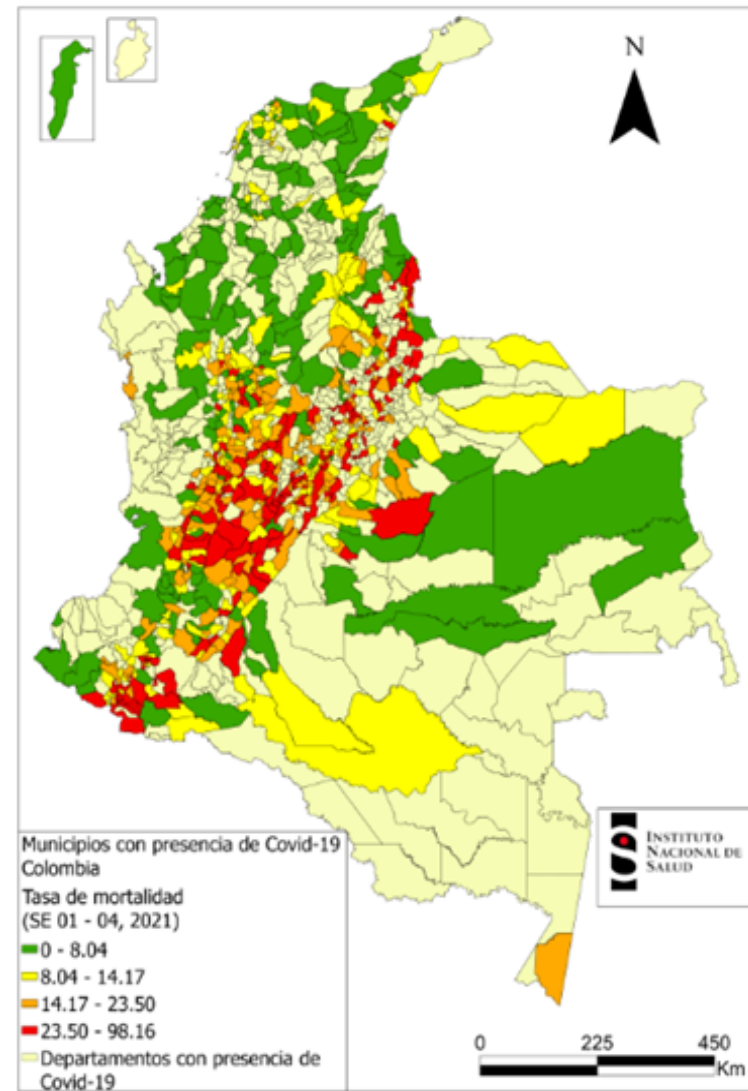 N
INSTITUTO
NACIONAL DE
SALUD
Municipios con presencia de Covid-19
Colombia
Tasa de mortalidad
(SE 01 - 04, 2021)
0 - 8.04
8.04 - 14.17
14.17 - 23.50
23.50 - 98.16
Departamentos con presencia de
Covid-19
0 225 450
Km